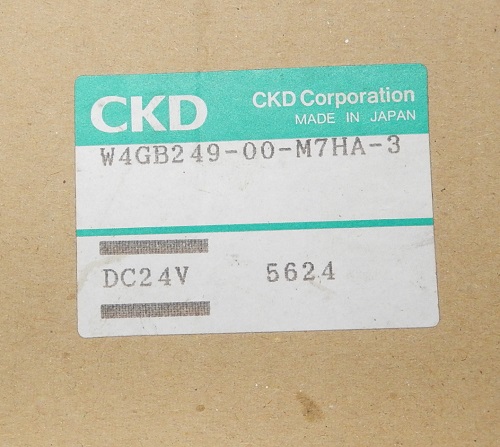 CKD
CKD Corporation
MADE IN JAPAN
W4GB249-00-M7HA-3
DC24V 5624